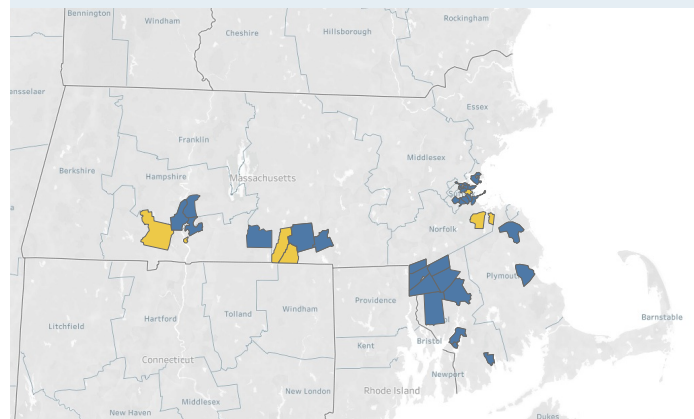 Bennington
Windham
Cheshire
Hillsborough
Rockingham
Essex
Franklin
Middlesex
Berkshire
Hampshire
Massachusetts
Norfolk
Plymouth
Providence
Litchfield
Hartford
Tolland
Windham
Kent
Bristol
Barnstable
Connecticut
Newport
Middlesex
New London
Rhode Island
New Haven
Dukes